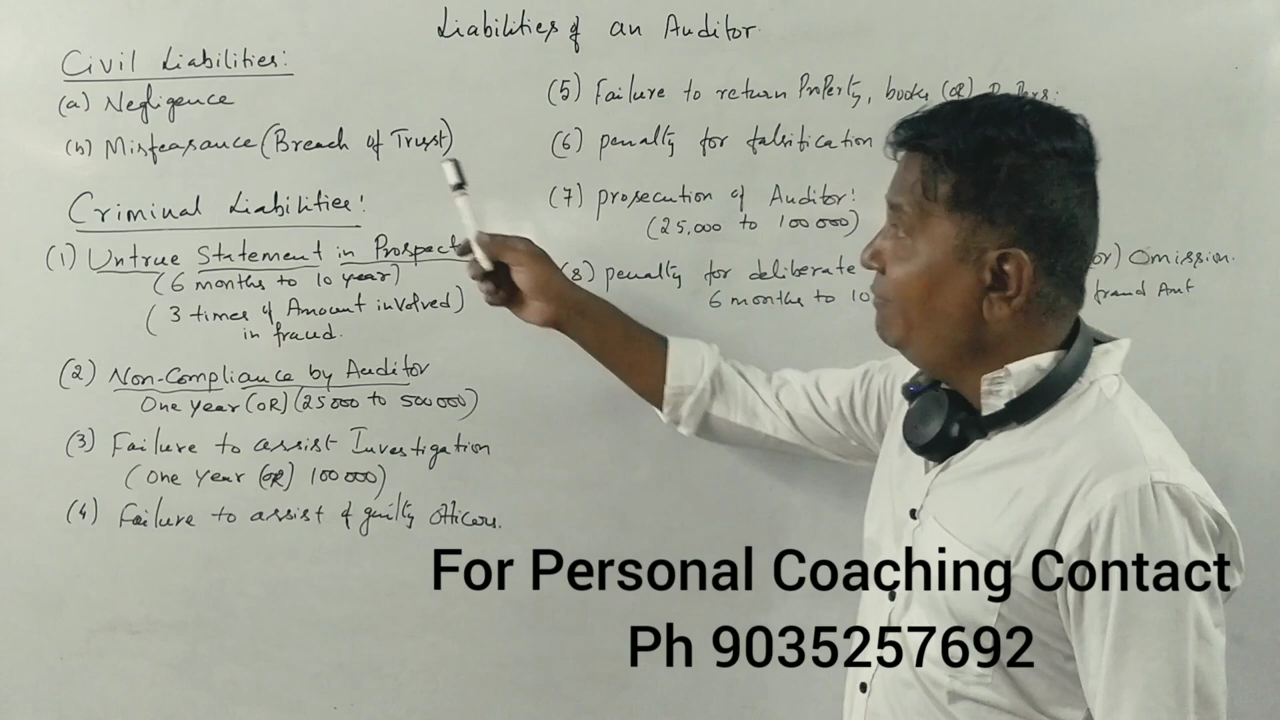 Liabilities of an Auditor.
Civil Liabilities:
(a) Negligence
(b) Misfeasance (Breach of Trust)
Criminal Liabilities:
(1) Untrue Statement in Prospect
(6 months to 10 year)
(3 times of Amount involved)
in fraud.
(2) Non-Compliance by Auditor
One year (OR) (25000 to 500000)
(3) Failure to assist Investigation
(One year (OR) 100000)
(4) Failure to assist of guilty officers.
(5) Failure to return Property, books (OR)
(6) penalty for falsification
(7) prosecution of Auditor:
(25,000 to 100000)
(8) penalty for deliberate or) Omission.
6 months to 10 fraud Amt
For Personal Coaching Contact
Ph 9035257692